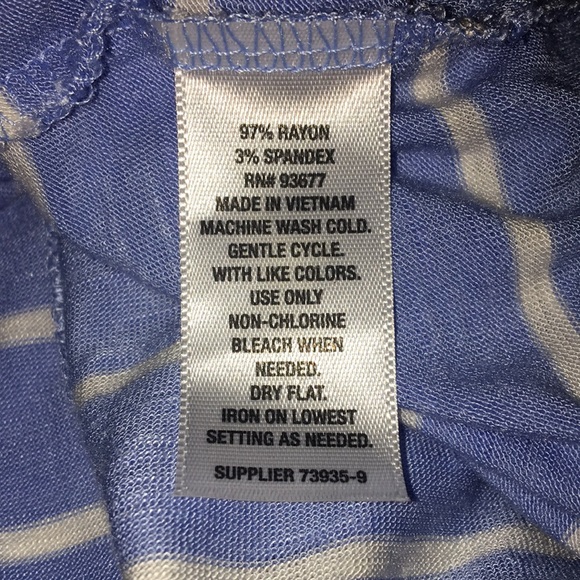 97% RAYON
3% SPANDEX
RN# 93677
MADE IN VIETNAM
MACHINE WASH COLD.
GENTLE CYCLE.
WITH LIKE COLORS.
USE ONLY
NON-CHLORINE
BLEACH WHEN
NEEDED.
DRY FLAT.
IRON ON LOWEST
SETTING AS NEEDED.
SUPPLIER 73935-9